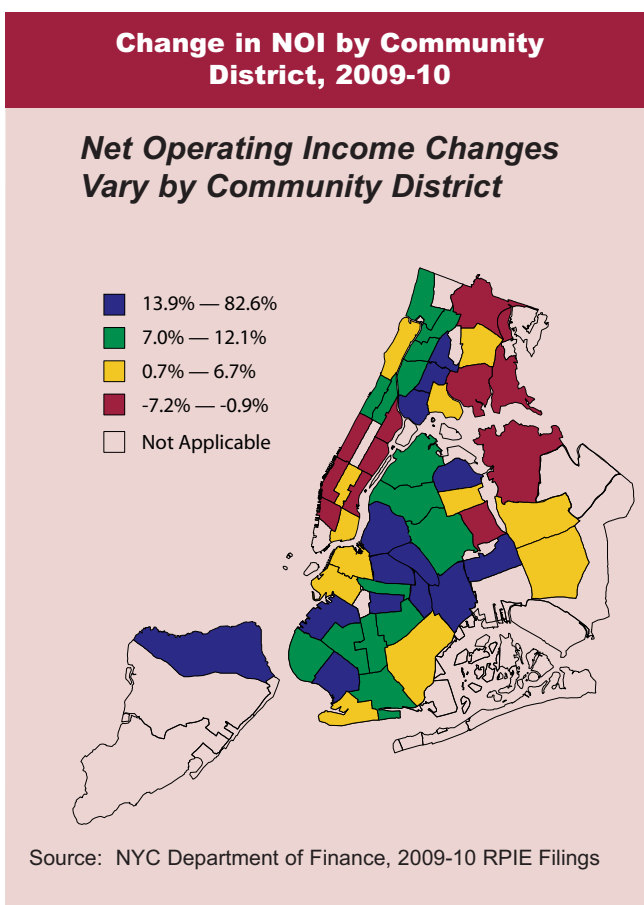 Change in NOI by Community
District, 2009-10
Net Operating Income Changes
Vary by Community District
13.9% — 82.6%
7.0% — 12.1%
0.7% — 6.7%
-7.2% — -0.9%
Not Applicable
Source: NYC Department of Finance, 2009-10 RPIE Filings